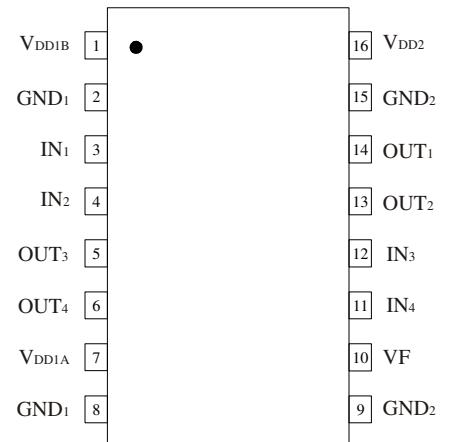 VDD1B 1 16 VDD2
GND1 2 15 GND2
IN1 3 14 OUT1
IN2 4 13 OUT2
OUT3 5 12 IN3
OUT4 6 11 IN4
VDD1A 7 10 VF
GND1 8 9 GND2